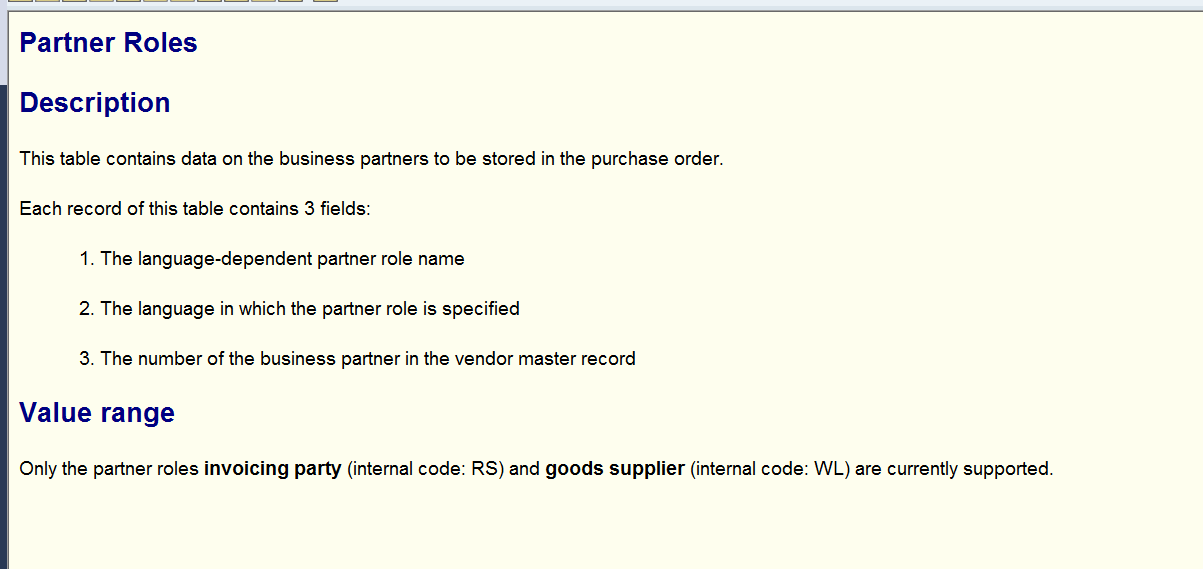 Partner Roles
Description
This table contains data on the business partners to be stored in the purchase order.
Each record of this table contains 3 fields:
1. The language-dependent partner role name
2. The language in which the partner role is specified
3. The number of the business partner in the vendor master record
Value range
Only the partner roles invoicing party (internal code: RS) and goods supplier (internal code: WL) are currently supported.